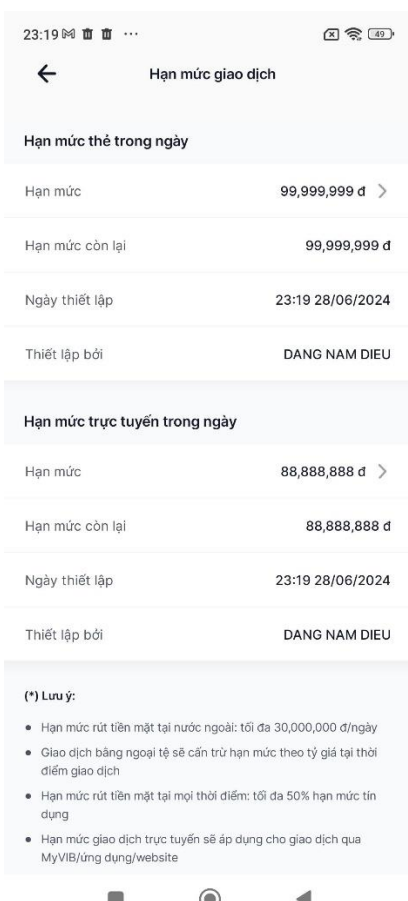 23:19 ...
49
Hạn mức giao dịch
Hạn mức thẻ trong ngày
Hạn mức 99,999,999 đ
Hạn mức còn lại 99,999,999 đ
Ngày thiết lập 23:19 28/06/2024
Thiết lập bởi DANG NAM DIEU
Hạn mức trực tuyến trong ngày
Hạn mức 88,888,888 đ
Hạn mức còn lại 88,888,888 đ
Ngày thiết lập 23:19 28/06/2024
Thiết lập bởi DANG NAM DIEU
(*) Lưu ý:
Hạn mức rút tiền mặt tại nước ngoài: tối đa 30,000,000 đ/ngày
Giao dịch bằng ngoại tệ sẽ cấn trừ hạn mức theo tỷ giá tại thời
điểm giao dịch
Hạn mức rút tiền mặt tại mọi thời điểm: tối đa 50% hạn mức tín
dụng
Hạn mức giao dịch trực tuyến sẽ áp dụng cho giao dịch qua
MyVIB/ứng dụng/website